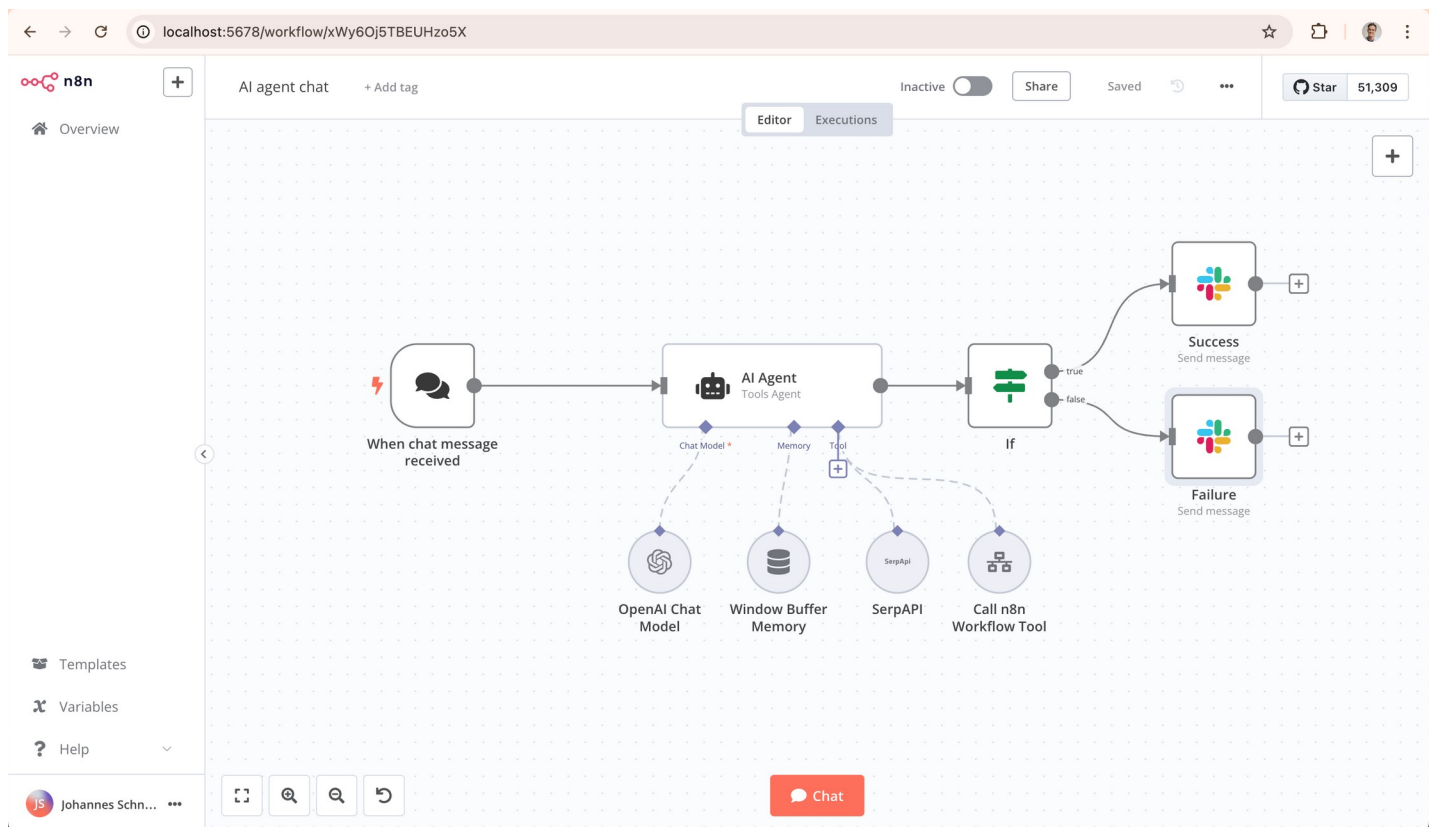 localhost:5678/workflow/xWy6Oj5TBEUHzo5X
n8n
AI agent chat
+ Add tag
Inactive
Share
Saved
Star
51,309
Overview
Editor
Executions
Success
Send message
true
AI Agent
Tools Agent
false
When chat message
received
Chat Model *
Memory
Tool
If
Failure
Send message
SerpApi
OpenAI Chat
Model
Window Buffer
Memory
SerpAPI
Call n8n
Workflow Tool
Templates
Variables
Help
JS
Johannes Schn...
Chat